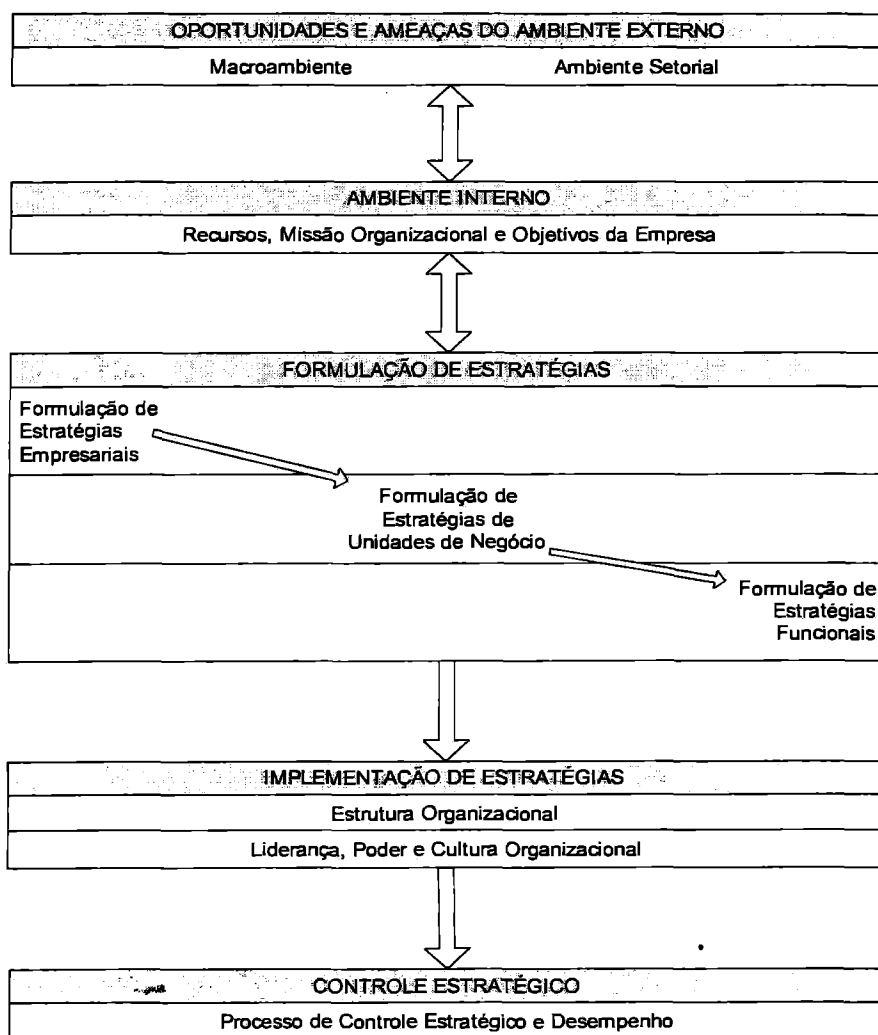 OPORTUNIDADES E AMEAÇAS DO AMBIENTE EXTERNO
Macroambiente Ambiente Setorial
AMBIENTE INTERNO
Recursos, Missão Organizacional e Objetivos da Empresa
FORMULAÇÃO DE ESTRATÉGIAS
Formulação de
Estratégias
Empresariais
Formulação de
Estratégias de
Unidades de Negócio
Formulação de
Estratégias
Funcionais
IMPLEMENTAÇÃO DE ESTRATÉGIAS
Estrutura Organizacional
Liderança, Poder e Cultura Organizacional
CONTROLE ESTRATÉGICO
Processo de Controle Estratégico e Desempenho